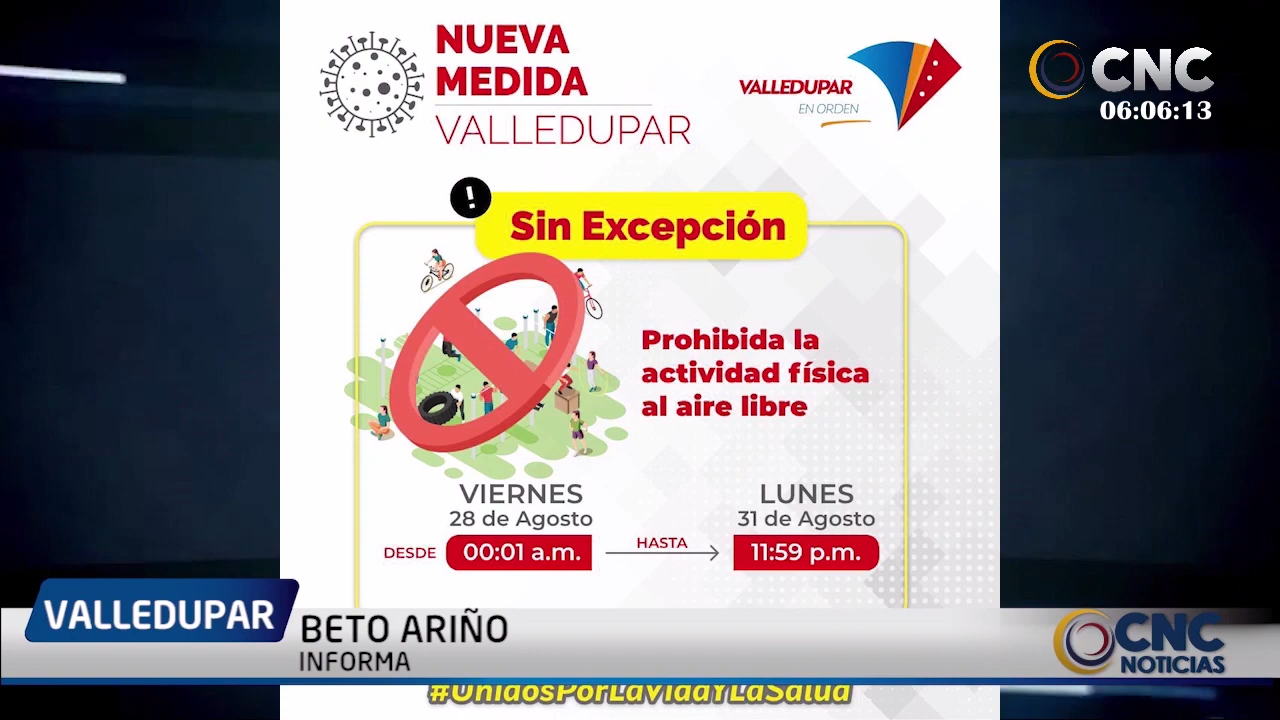 NUEVA
MEDIDA
VALLEDUPAR
VALLEDUPAR
EN ORDEN
CNC
06:06:13
!
Sin Excepción
Prohibida la
actividad física
al aire libre
VIERNES
28 de Agosto
DESDE 00:01 a.m.
HASTA
LUNES
31 de Agosto
11:59 p.m.
VALLEDUPAR
BETO ARIÑO
INFORMA
CNC
NOTICIAS
#UnidosPorLaVidaYLaSalud